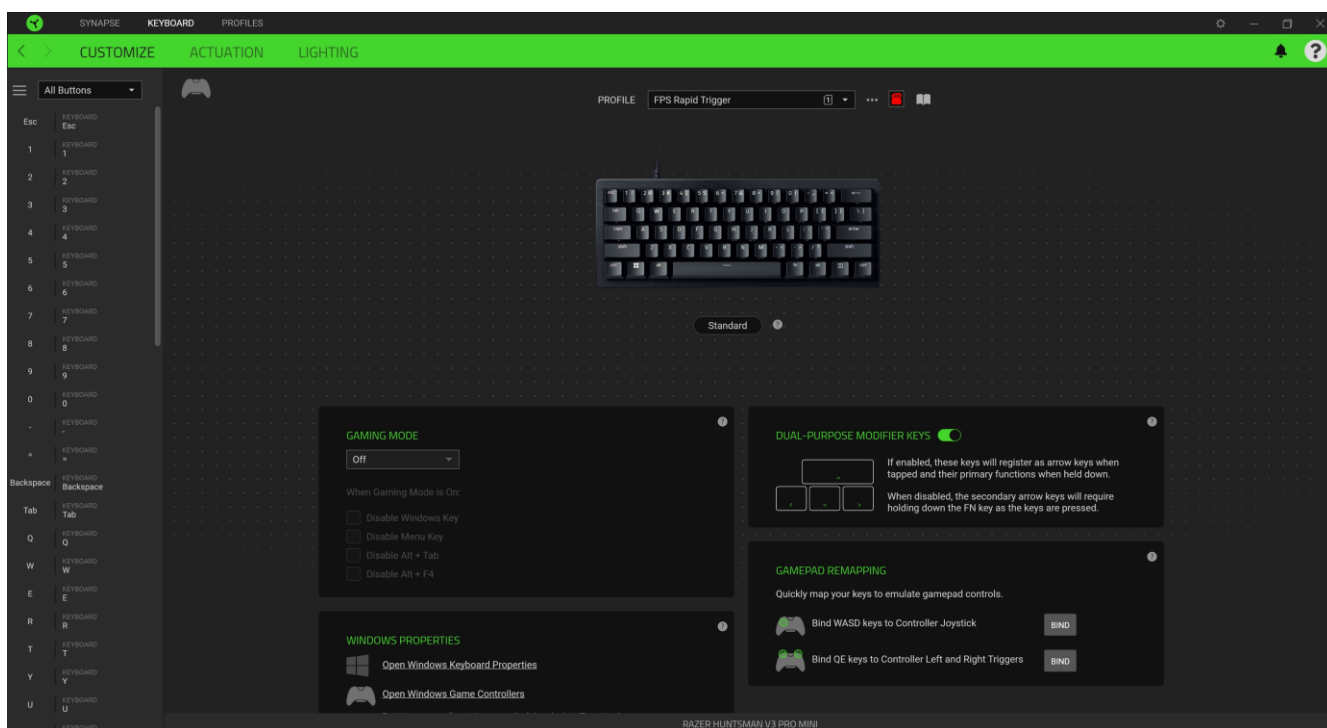 SYNAPSE KEYBOARD PROFILES
CUSTOMIZE ACTUATION LIGHTING
All Buttons
PROFILE FPS Rapid Trigger 1
Esc KEYBOARD Esc
1 KEYBOARD 1
2 KEYBOARD 2
3 KEYBOARD 3
4 KEYBOARD 4
5 KEYBOARD 5
6 KEYBOARD 6
7 KEYBOARD 7
8 KEYBOARD 8
9 KEYBOARD 9
0 KEYBOARD 0
- KEYBOARD -
= KEYBOARD =
Backspace KEYBOARD Backspace
Tab KEYBOARD Tab
Q KEYBOARD Q
W KEYBOARD W
E KEYBOARD E
R KEYBOARD R
T KEYBOARD T
Y KEYBOARD Y
U KEYBOARD U
KEYBOARD
Standard
GAMING MODE
Off
When Gaming Mode is On:
Disable Windows Key
Disable Menu Key
Disable Alt + Tab
Disable Alt + F4
WINDOWS PROPERTIES
Open Windows Keyboard Properties
Open Windows Game Controllers
DUAL-PURPOSE MODIFIER KEYS
If enabled, these keys will register as arrow keys when
tapped and their primary functions when held down.
When disabled, the secondary arrow keys will require
holding down the FN key as the keys are pressed.
GAMEPAD REMAPPING
Quickly map your keys to emulate gamepad controls.
Bind WASD keys to Controller Joystick BIND
Bind QE keys to Controller Left and Right Triggers BIND
RAZER HUNTSMAN V3 PRO MINI